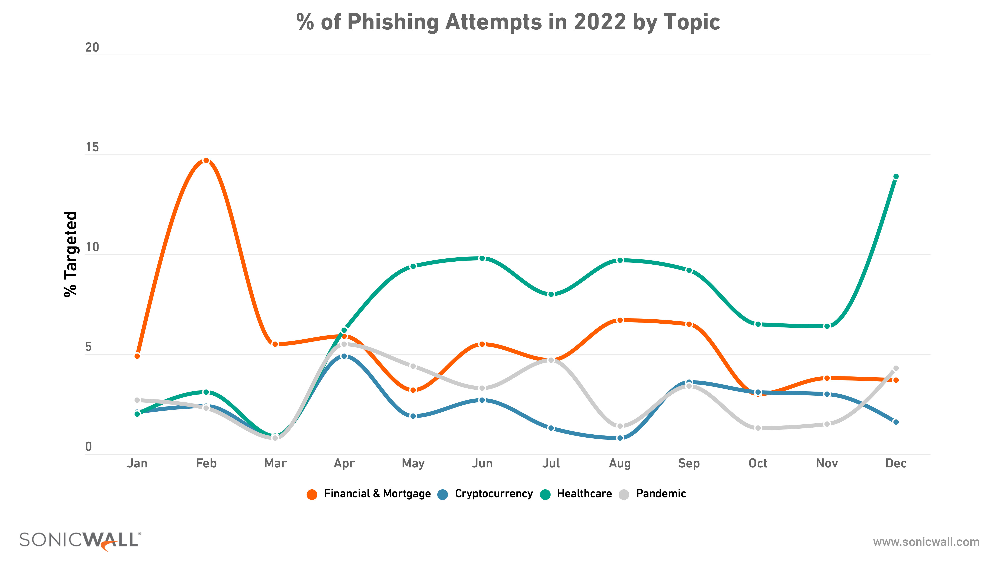 % of Phishing Attempts in 2022 by Topic
20
15
10
5
0
% Targeted
Jan Feb Mar Apr May Jun Jul Aug Sep Oct Nov Dec
Financial & Mortgage Cryptocurrency Healthcare Pandemic
SONICWALL®
www.sonicwall.com